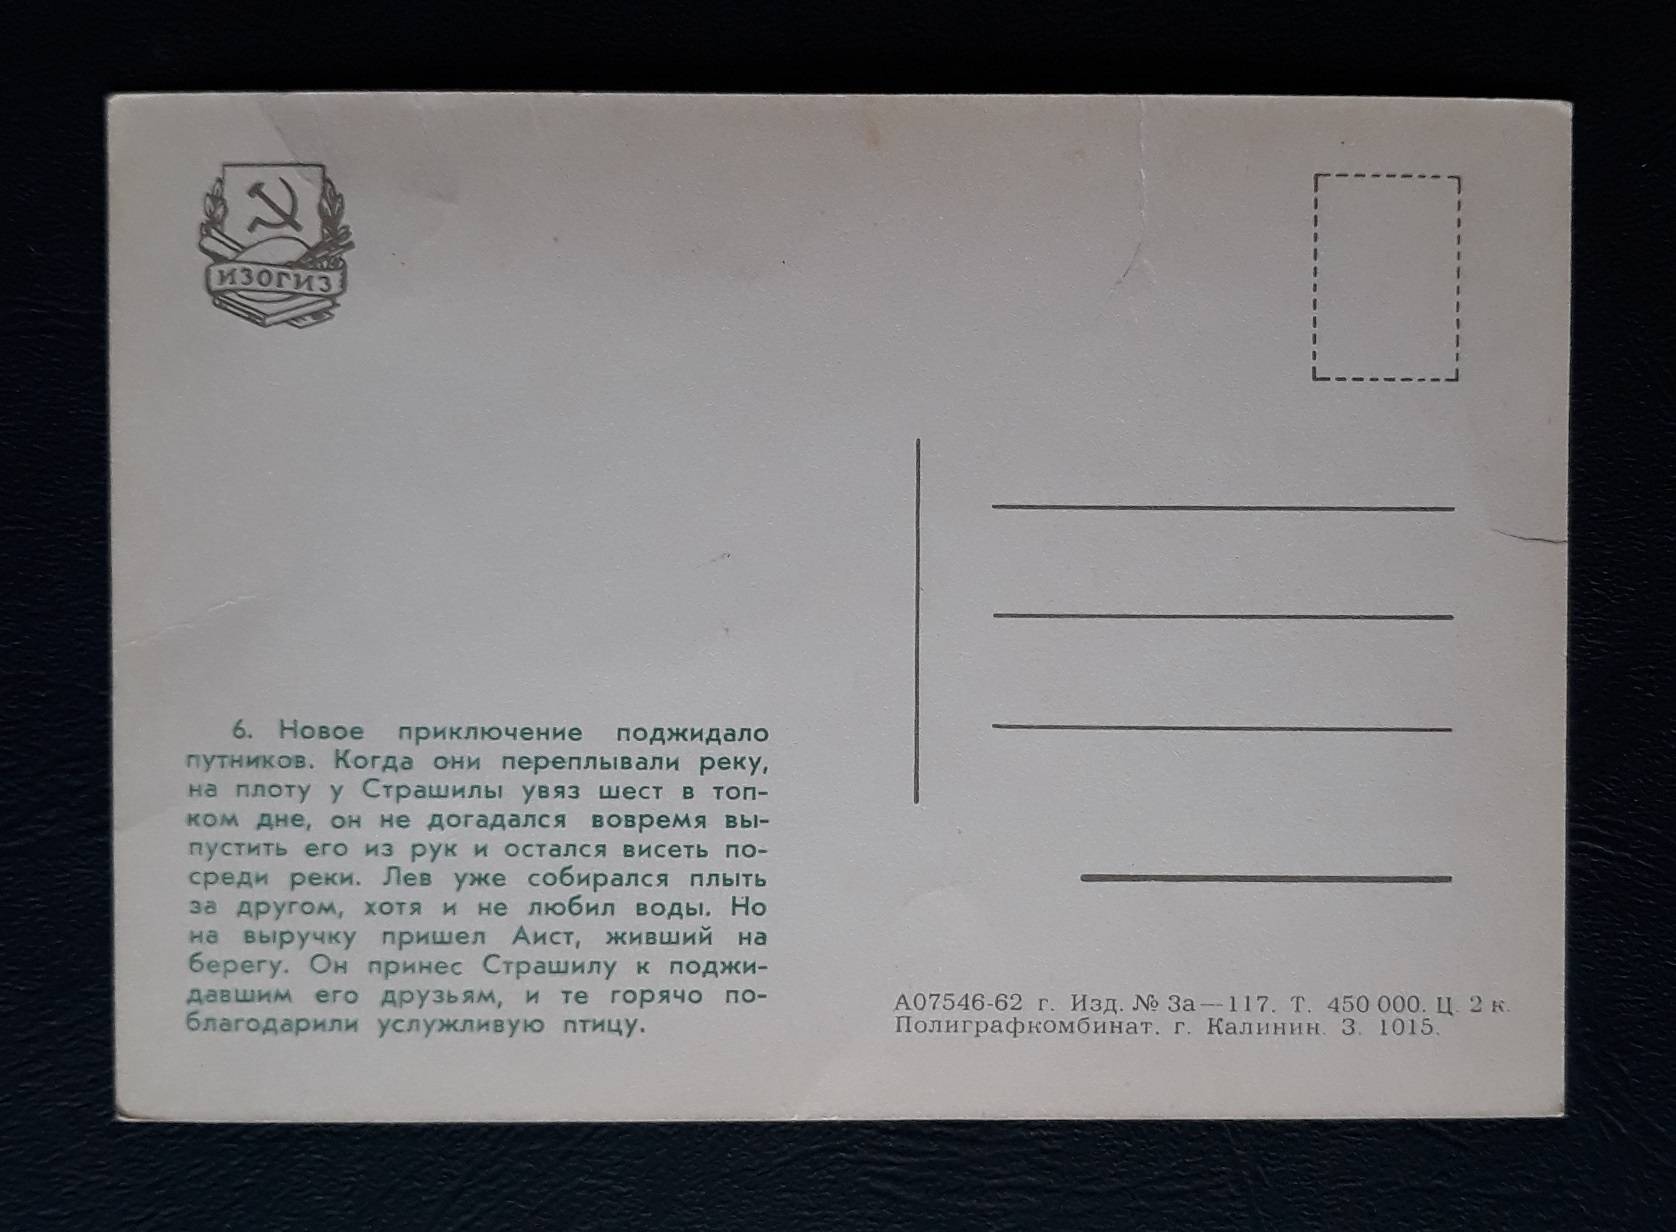 ИЗОГИЗ
6. Новое приключение поджидало
путников. Когда они переплывали реку,
на плоту у Страшилы увяз шест в топ-
ком дне, он не догадался вовремя вы-
пустить его из рук и остался висеть по-
среди реки. Лев уже собирался плыть
за другом, хотя и не любил воды. Но
на выручку пришел Аист, живший на
берегу. Он принес Страшилу к поджи-
давшим его друзьям, и те горячо по-
благодарили услужливую птицу.
А07546-62 г. Изд. № 3а—117. Т. 450 000. Ц. 2 к.
Полиграфкомбинат. г. Калинин. З. 1015.